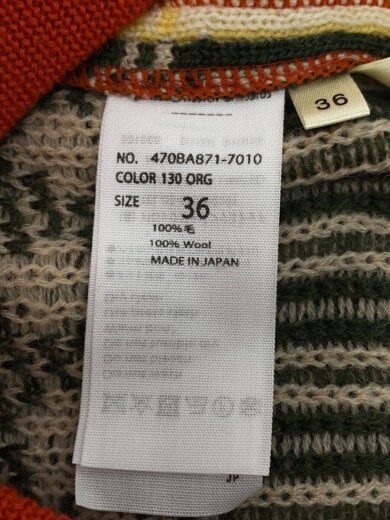 36
NO. 470BA871-7010
COLOR 130 ORG
SIZE 36
100% 毛
100% Wool
MADE IN JAPAN
JP